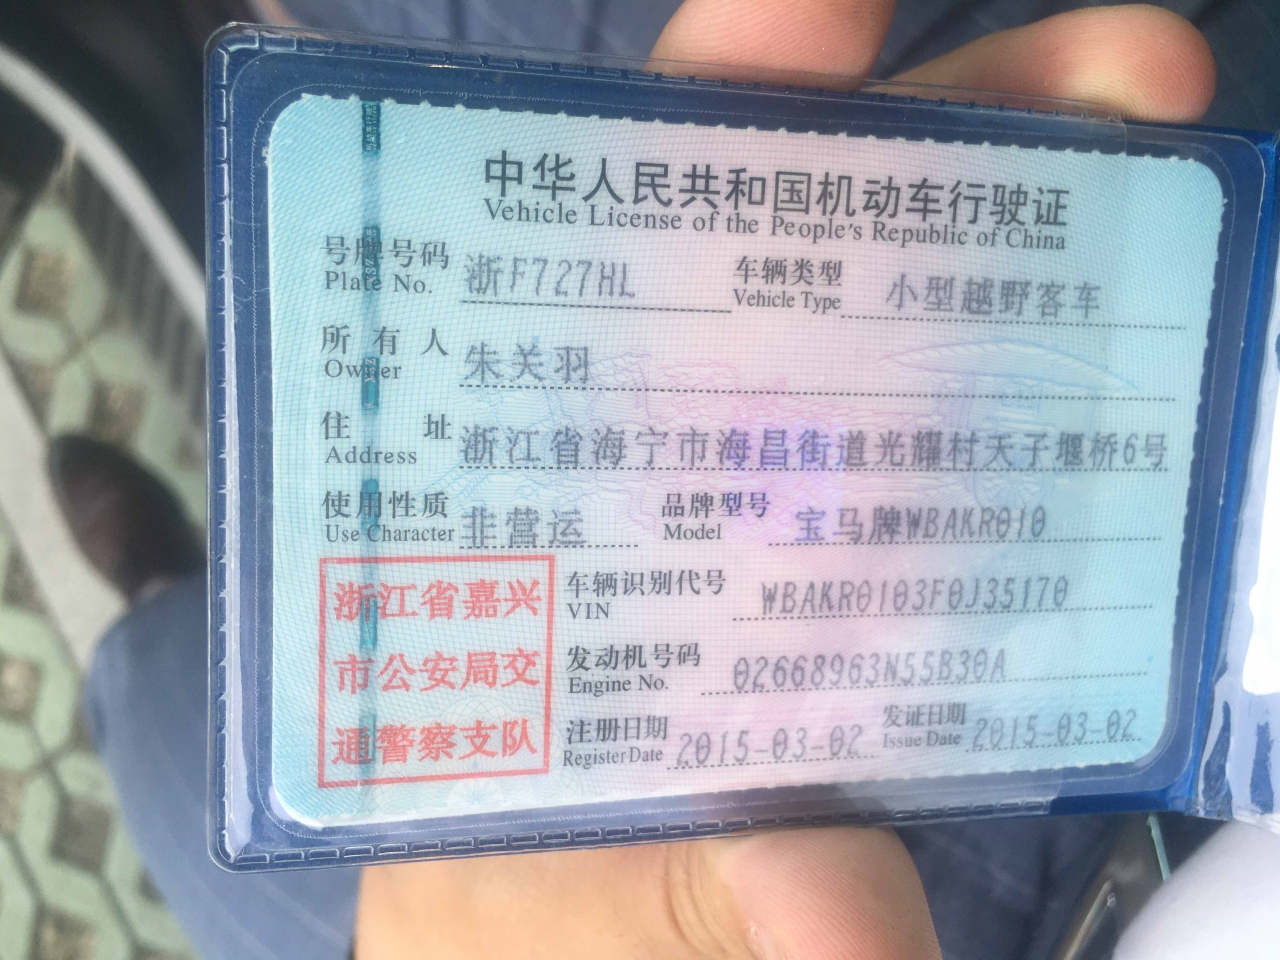 中华人民共和国机动车行驶证
Vehicle License of the People's Republic of China
号牌号码 浙F727HL 车辆类型 小型越野客车
Plate No. Vehicle Type
所有人 朱关羽
Owner
住址 浙江省海宁市海昌街道光耀村天子堰桥6号
Address
使用性质 非营运 品牌型号 宝马牌WBAKR010
Use Character Model
浙江省嘉兴
市公安局交
通警察支队
车辆识别代号 WBAKR0103F0J35170
VIN
发动机号码 02668963N55B30A
Engine No.
注册日期 2015-03-02 发证日期 2015-03-02
Register Date Issue Date